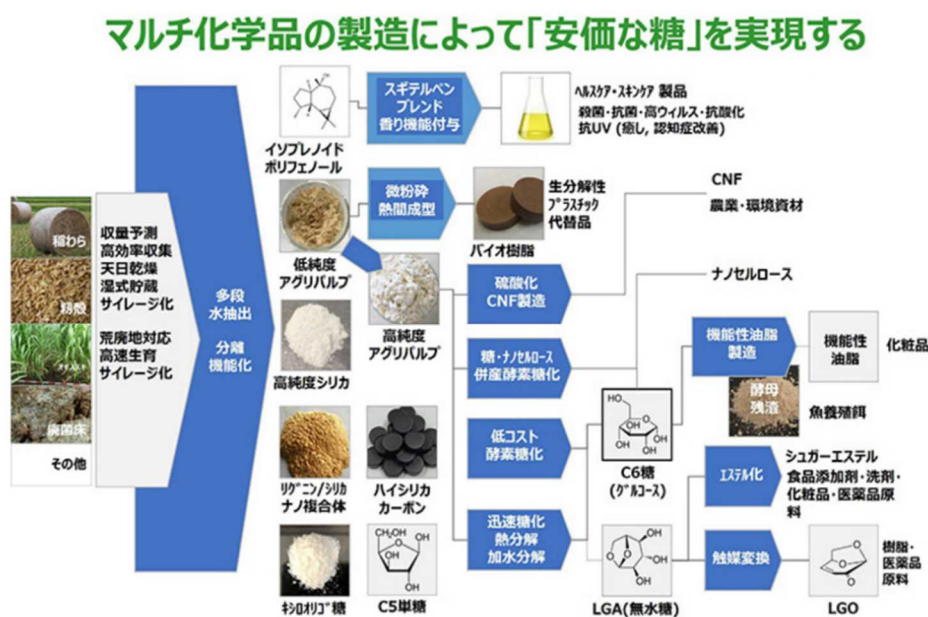 マルチ化学品の製造によって「安価な糖」を実現する
スギテルペン
ブレンド
香り機能付与
ヘルスケア・スキンケア 製品
殺菌・抗菌・高ウィルス・抗酸化
抗UV (癒し, 認知症改善)
イソプレノイド
ポリフェノール
微粉砕
熱間成型
生分解性
プラスチック
代替品
バイオ樹脂
CNF
農業・環境資材
稲わら
籾殻
廃菌床
その他
収量予測
高効率収集
天日乾燥
湿式貯蔵
サイレージ化
荒廃地対応
高速生育
サイレージ化
多段
水抽出
分離
機能化
低純度
アグリパルプ
高純度
アグリパルプ
硫酸化
CNF製造
ナノセルロース
高純度シリカ
糖・ナノセルロース
併産酵素糖化
機能性油脂
製造
機能性
油脂
化粧品
酵母
残渣
魚養殖餌
リグニン/シリカ
ナノ複合体
ハイシリカ
カーボン
低コスト
酵素糖化
HO
O
OH
HO
OH
OH
C6糖
(グルコース)
エステル化
シュガーエステル
食品添加剤・洗剤・
化粧品・医薬品原
料
キシロオリゴ糖
C5単糖
迅速糖化
熱分解
加水分解
LGA(無水糖)
触媒変換
LGO
樹脂・
医薬品
原料